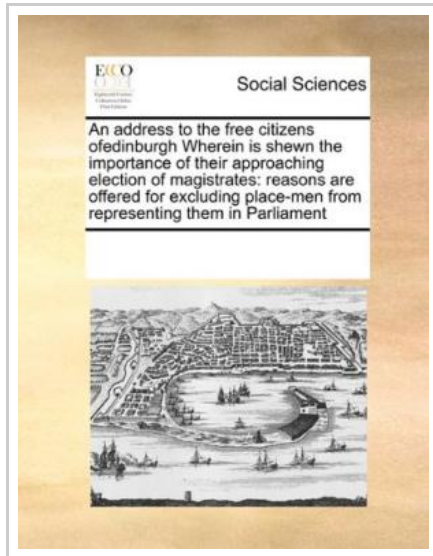 ECCO
Social Sciences
An address to the free citizens
ofedinburgh Wherein is shewn the
importance of their approaching
election of magistrates: reasons are
offered for excluding place-men from
representing them in Parliament